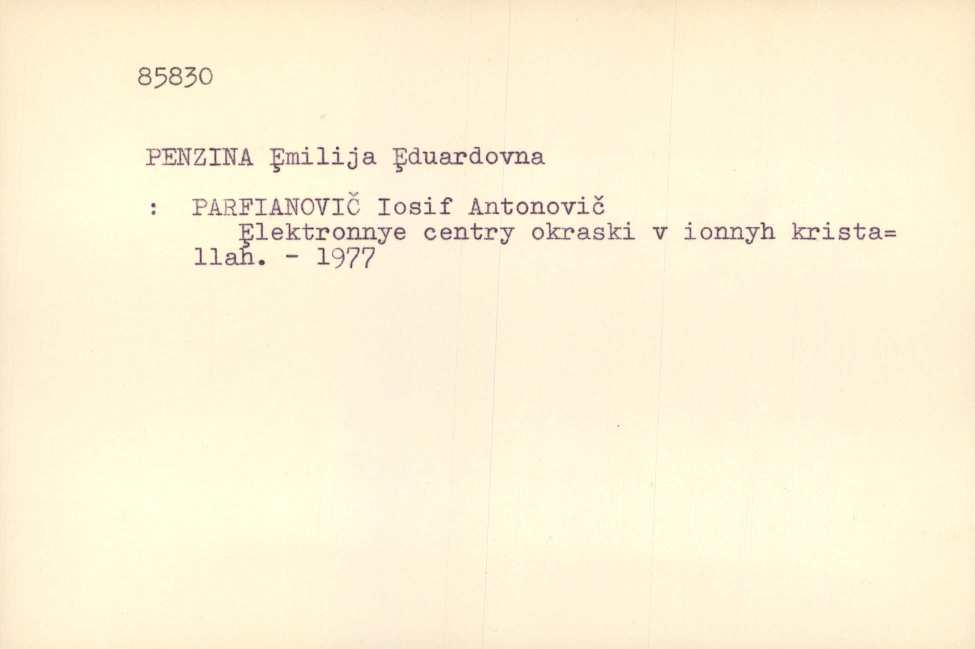 85830
PENZINA Ȩmilija Ȩduardovna
: PARFIANOVIČ Iosif Antonovič
Ȩlektronnye centry okraski v ionnyh krista=
llah. - 1977